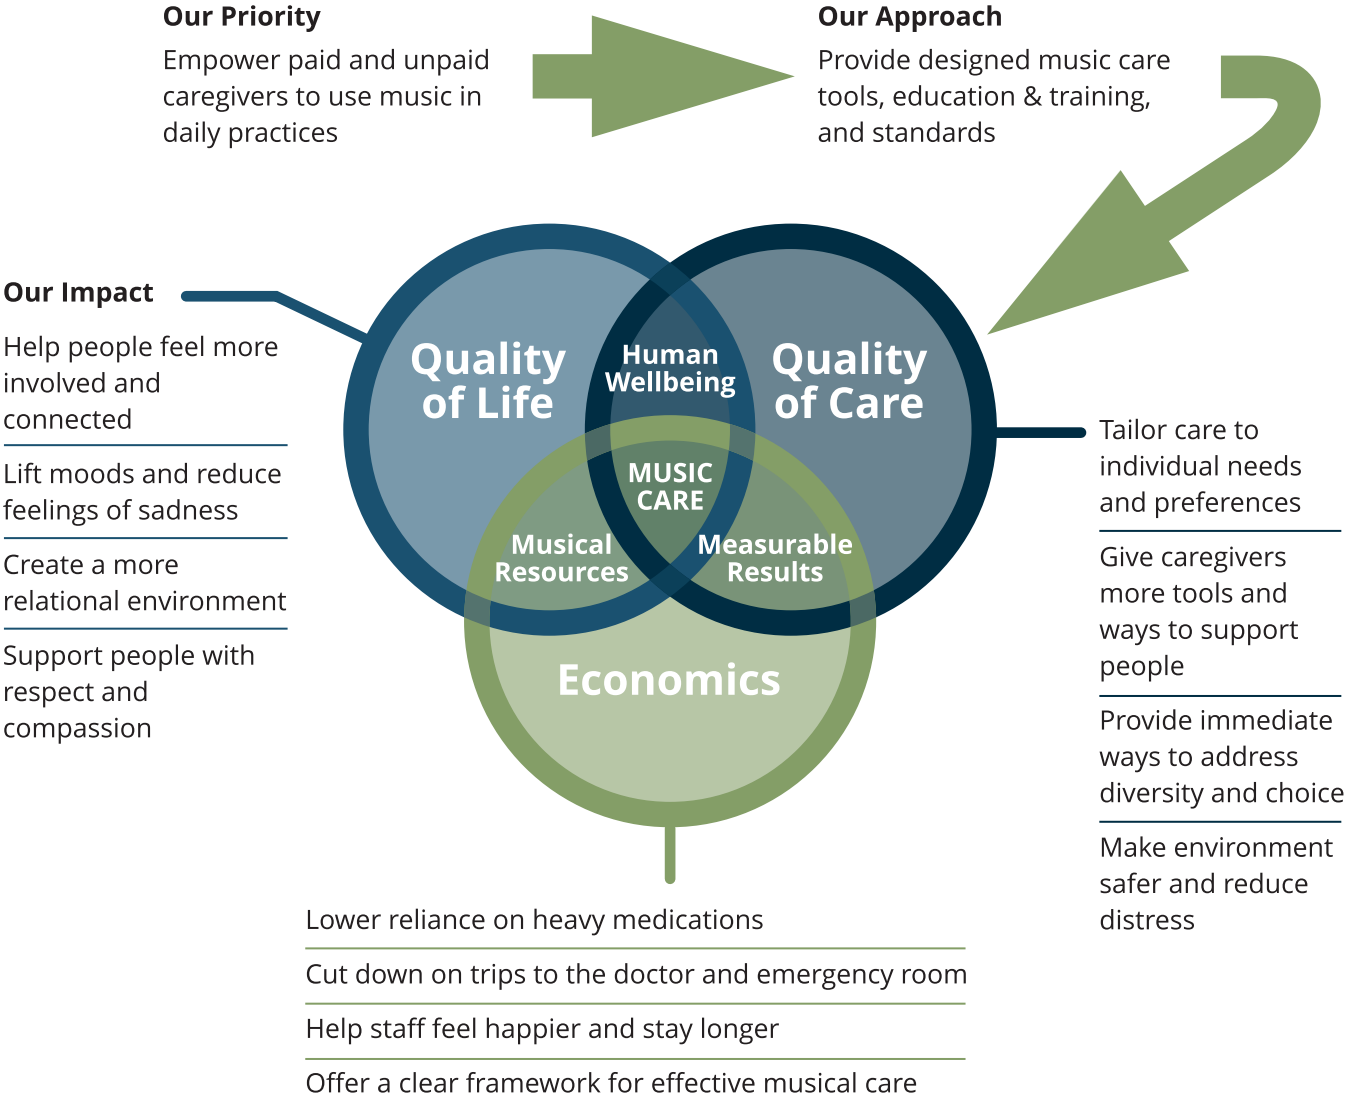 Our Priority
Empower paid and unpaid
caregivers to use music in
daily practices
Our Approach
Provide designed music care
tools, education & training,
and standards
Our Impact
Help people feel more
involved and
connected
Lift moods and reduce
feelings of sadness
Create a more
relational environment
Support people with
respect and
compassion
Quality
of Life
Human
Wellbeing
Quality
of Care
MUSIC
CARE
Musical
Resources
Measurable
Results
Economics
Tailor care to
individual needs
and preferences
Give caregivers
more tools and
ways to support
people
Provide immediate
ways to address
diversity and choice
Make environment
safer and reduce
distress
Lower reliance on heavy medications
Cut down on trips to the doctor and emergency room
Help staff feel happier and stay longer
Offer a clear framework for effective musical care